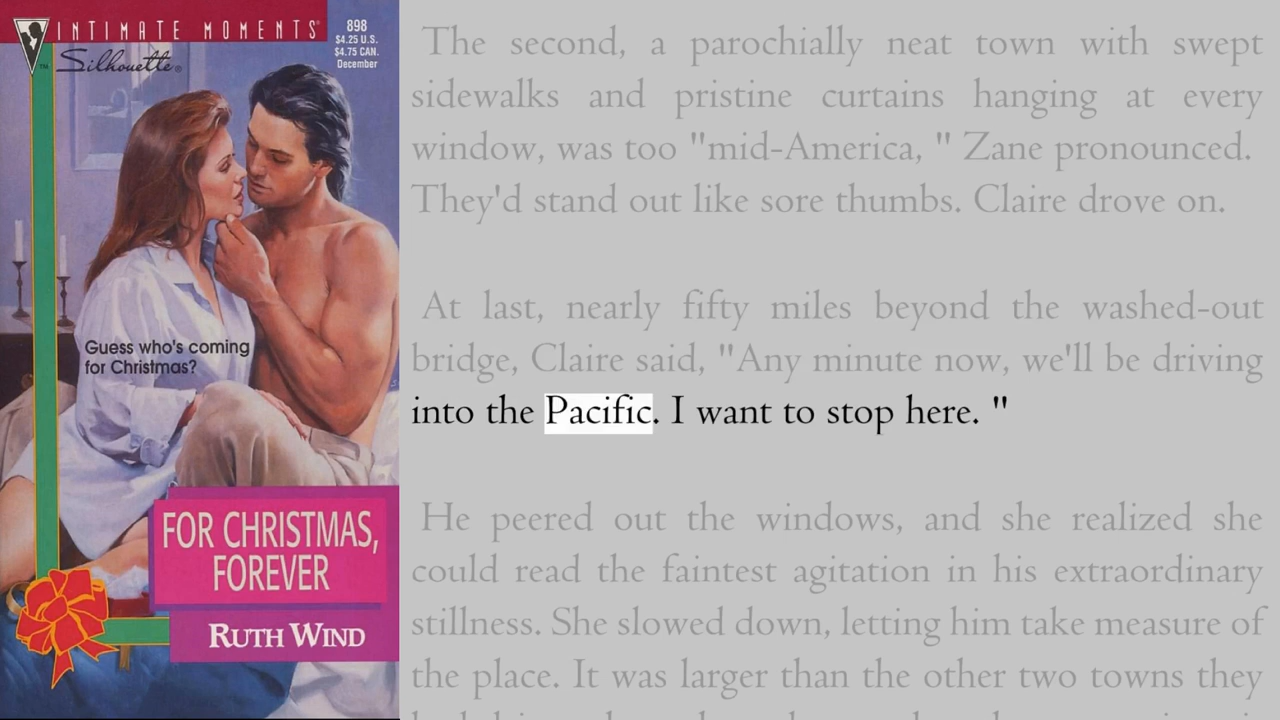 INTIMATE MOMENTS®
898
$4.25 U.S.
$4.75 CAN.
December
Silhouette®
TM
Guess who's coming
for Christmas?
FOR CHRISTMAS,
FOREVER
RUTH WIND
The second, a parochially neat town with swept
sidewalks and pristine curtains hanging at every
window, was too "mid-America, " Zane pronounced.
They'd stand out like sore thumbs. Claire drove on.
At last, nearly fifty miles beyond the washed-out
bridge, Claire said, "Any minute now, we'll be driving
into the Pacific. I want to stop here. "
He peered out the windows, and she realized she
could read the faintest agitation in his extraordinary
stillness. She slowed down, letting him take measure of
the place. It was larger than the other two towns they